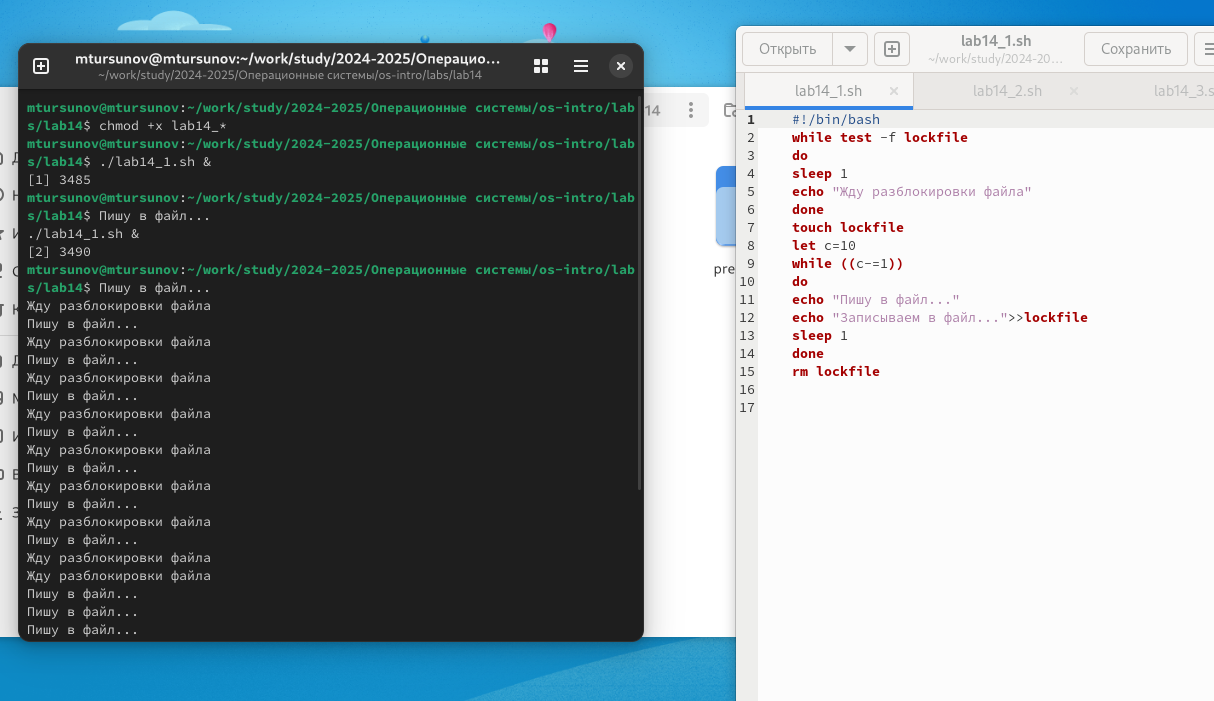 mtursunov@mtursunov:~/work/study/2024-2025/Операцио...
~/work/study/2024-2025/Операционные системы/os-intro/labs/lab14
mtursunov@mtursunov:~/work/study/2024-2025/Операционные системы/os-intro/lab
s/lab14$ chmod +x lab14_*
mtursunov@mtursunov:~/work/study/2024-2025/Операционные системы/os-intro/lab
s/lab14$ ./lab14_1.sh &
[1] 3485
mtursunov@mtursunov:~/work/study/2024-2025/Операционные системы/os-intro/lab
s/lab14$ Пишу в файл...
./lab14_1.sh &
[2] 3490
mtursunov@mtursunov:~/work/study/2024-2025/Операционные системы/os-intro/lab
s/lab14$ Пишу в файл...
Жду разблокировки файла
Пишу в файл...
Жду разблокировки файла
Пишу в файл...
Жду разблокировки файла
Пишу в файл...
Жду разблокировки файла
Пишу в файл...
Жду разблокировки файла
Пишу в файл...
Жду разблокировки файла
Пишу в файл...
Жду разблокировки файла
Пишу в файл...
Жду разблокировки файла
Жду разблокировки файла
Пишу в файл...
Пишу в файл...
Пишу в файл...
14
pre
Открыть
lab14_1.sh
~/work/study/2024-20...
Сохранить
lab14_1.sh
lab14_2.sh
lab14_3.s
1 #!/bin/bash
2 while test -f lockfile
3 do
4 sleep 1
5 echo "Жду разблокировки файла"
6 done
7 touch lockfile
8 let c=10
9 while ((c-=1))
10 do
11 echo "Пишу в файл..."
12 echo "Записываем в файл...">>lockfile
13 sleep 1
14 done
15 rm lockfile
16
17